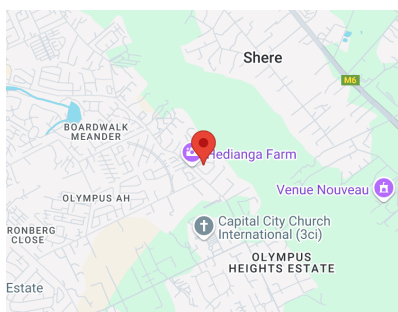 Shere
M6
BOARDWALK
MEANDER
Hedianga Farm
Venue Nouveau
OLYMPUS AH
Capital City Church
International (3ci)
RONBERG
CLOSE
OLYMPUS
HEIGHTS ESTATE
Estate